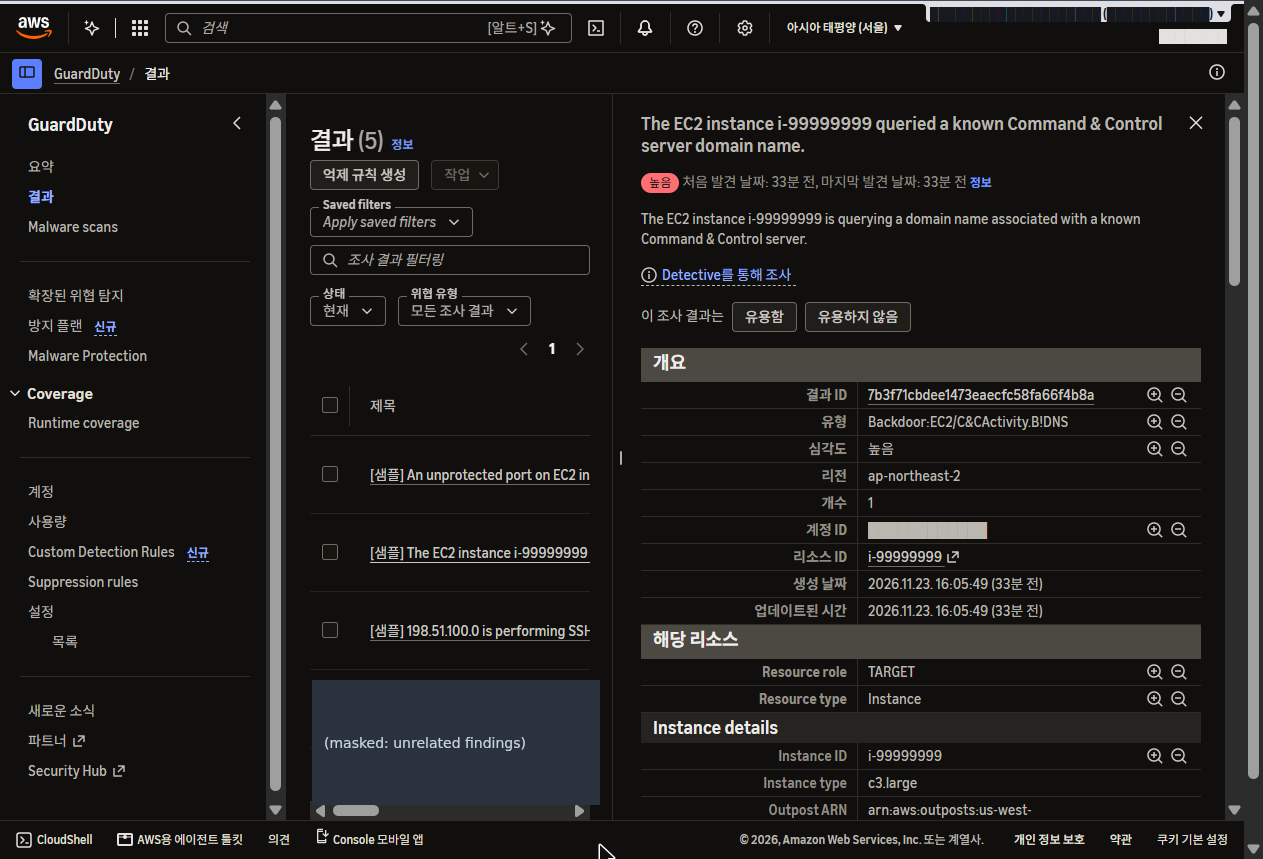 aws
검색
[알트+S]
아시아 태평양 (서울)
GuardDuty / 결과
GuardDuty
요약
결과
Malware scans
확장된 위협 탐지
방지 플랜 신규
Malware Protection
Coverage
Runtime coverage
계정
사용량
Custom Detection Rules 신규
Suppression rules
설정
목록
새로운 소식
파트너
Security Hub
결과 (5) 정보
억제 규칙 생성
작업
Saved filters
Apply saved filters
조사 결과 필터링
상태
현재
위협 유형
모든 조사 결과
1
제목
[샘플] An unprotected port on EC2 in
[샘플] The EC2 instance i-99999999
[샘플] 198.51.100.0 is performing SSH
(masked: unrelated findings)
The EC2 instance i-99999999 queried a known Command & Control
server domain name.
높음 처음 발견 날짜: 33분 전, 마지막 발견 날짜: 33분 전 정보
The EC2 instance i-99999999 is querying a domain name associated with a known
Command & Control server.
Detective를 통해 조사
이 조사 결과는 유용함 유용하지 않음
개요
결과 ID 7b3f71cbdee1473eaecfc58fa66f4b8a
유형 Backdoor:EC2/C&CActivity.B!DNS
심각도 높음
리전 ap-northeast-2
개수 1
계정 ID
리소스 ID i-99999999
생성 날짜 2026.11.23. 16:05:49 (33분 전)
업데이트된 시간 2026.11.23. 16:05:49 (33분 전)
해당 리소스
Resource role TARGET
Resource type Instance
Instance details
Instance ID i-99999999
Instance type c3.large
Outpost ARN arn:aws:outposts:us-west-
CloudShell
AWS용 에이전트 툴킷
의견
Console 모바일 앱
© 2026, Amazon Web Services, Inc. 또는 계열사.
개인 정보 보호
약관
쿠키 기본 설정